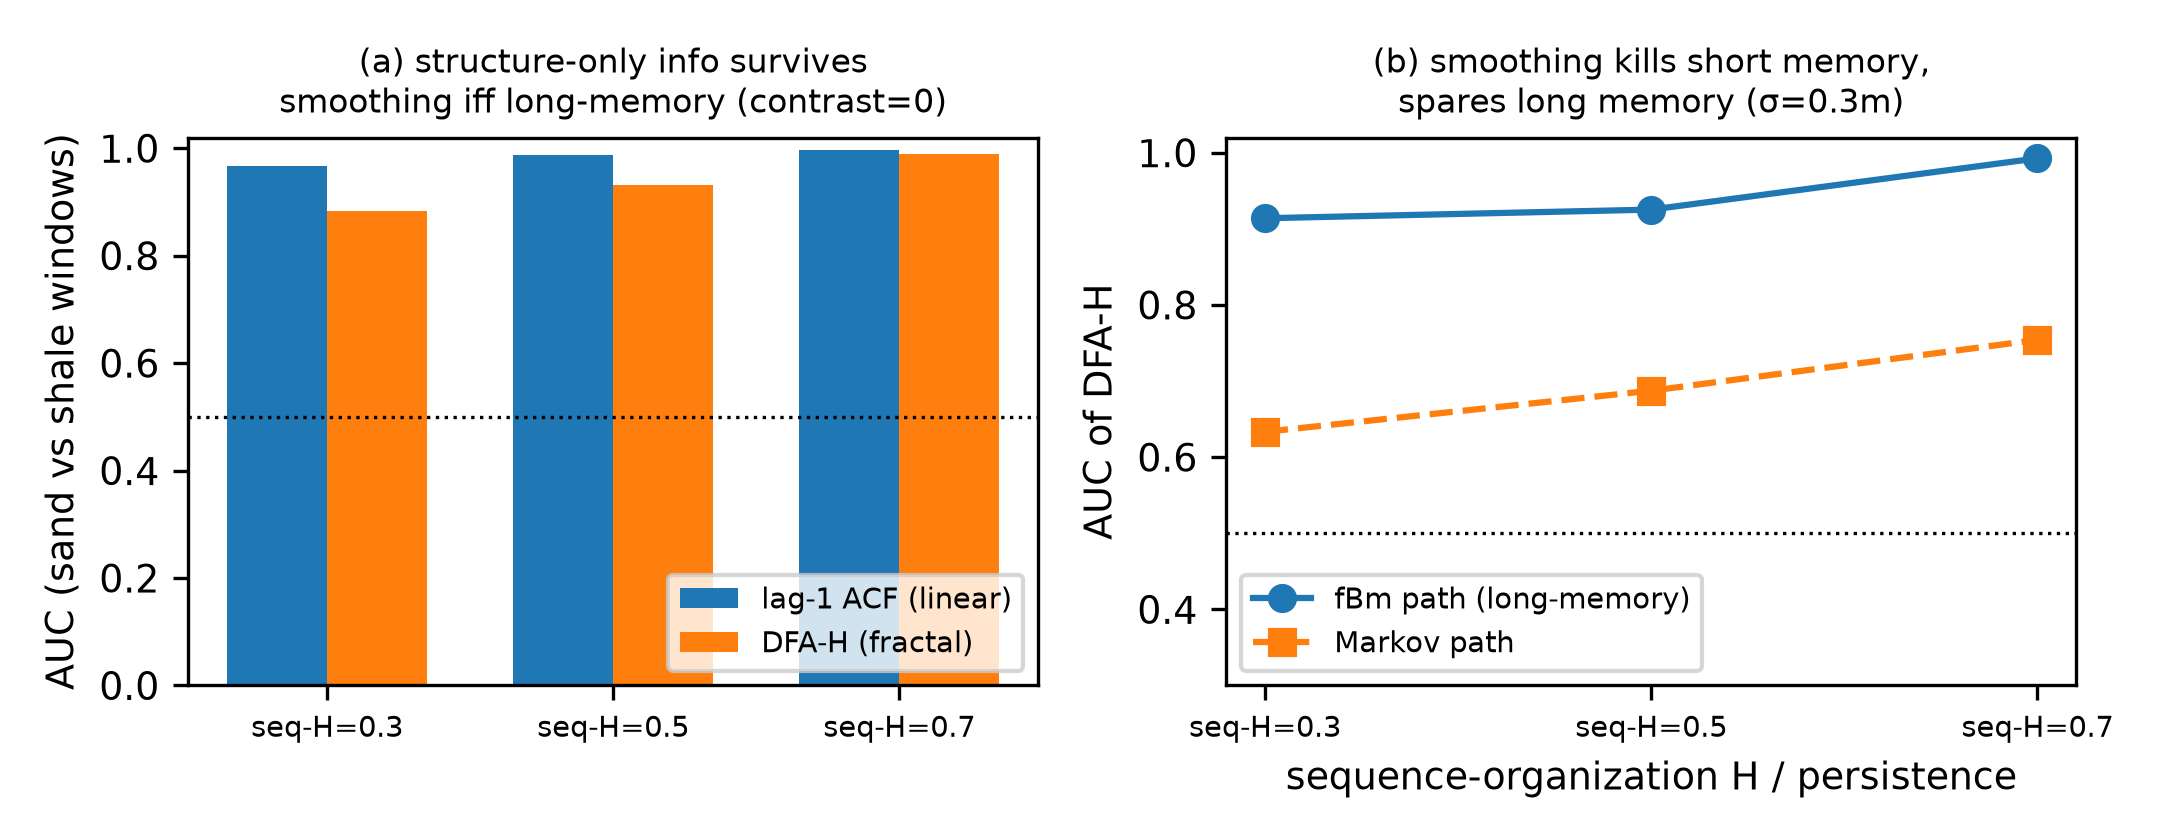 (a) structure-only info survives
smoothing iff long-memory (contrast=0)
AUC (sand vs shale windows)
1.0
0.8
0.6
0.4
0.2
0.0
seq-H=0.3
seq-H=0.5
seq-H=0.7
lag-1 ACF (linear)
DFA-H (fractal)
(b) smoothing kills short memory,
spares long memory (σ=0.3m)
AUC of DFA-H
1.0
0.8
0.6
0.4
fBm path (long-memory)
Markov path
seq-H=0.3
seq-H=0.5
seq-H=0.7
sequence-organization H / persistence